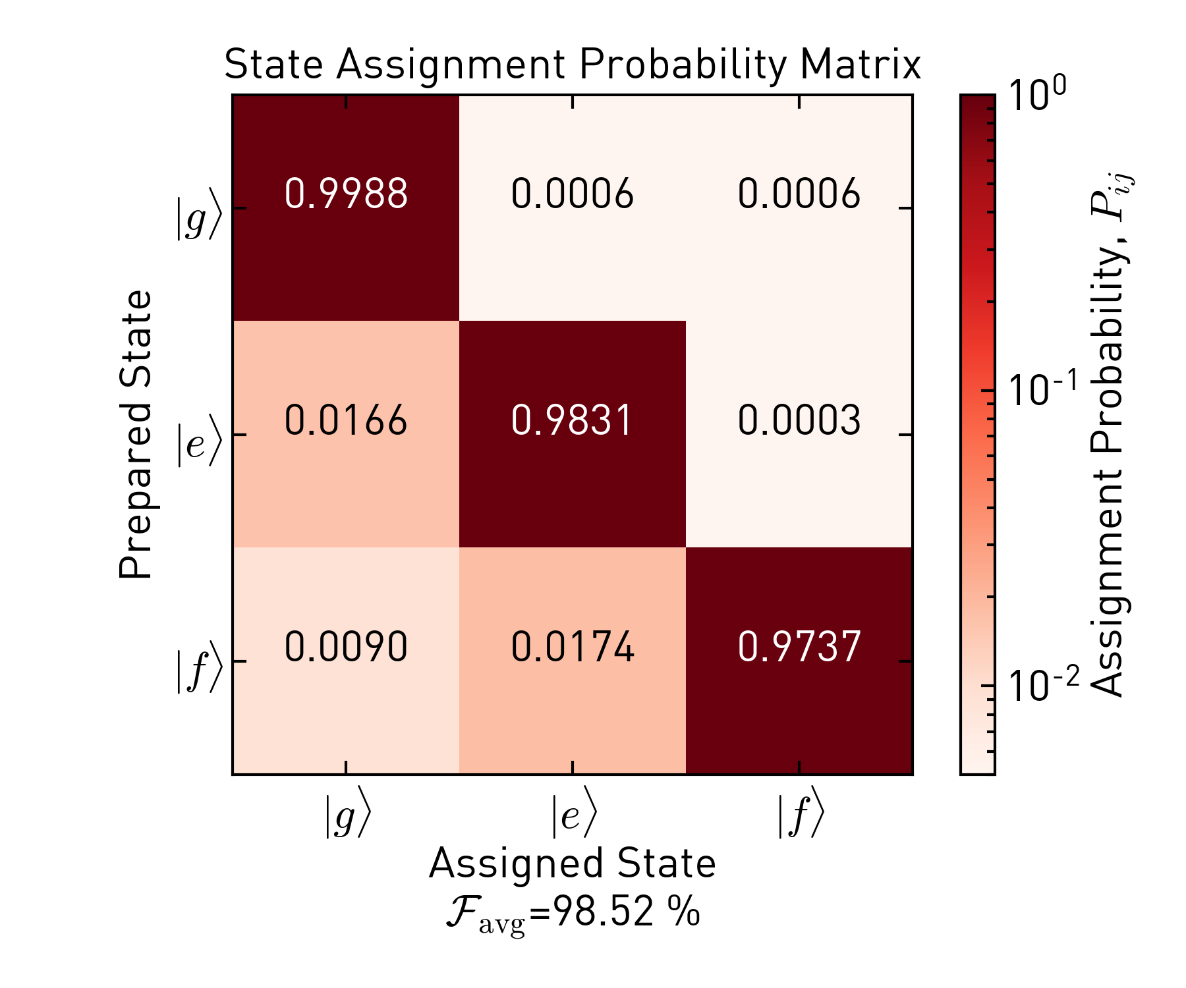 State Assignment Probability Matrix
0.9988 0.0006 0.0006
0.0166 0.9831 0.0003
0.0090 0.0174 0.9737
|g⟩
|e⟩
|f⟩
Prepared State
|g⟩ |e⟩ |f⟩
Assigned State
𝓕avg=98.52 %
10⁰
10⁻¹
10⁻²
Assignment Probability, Pᵢⱼ